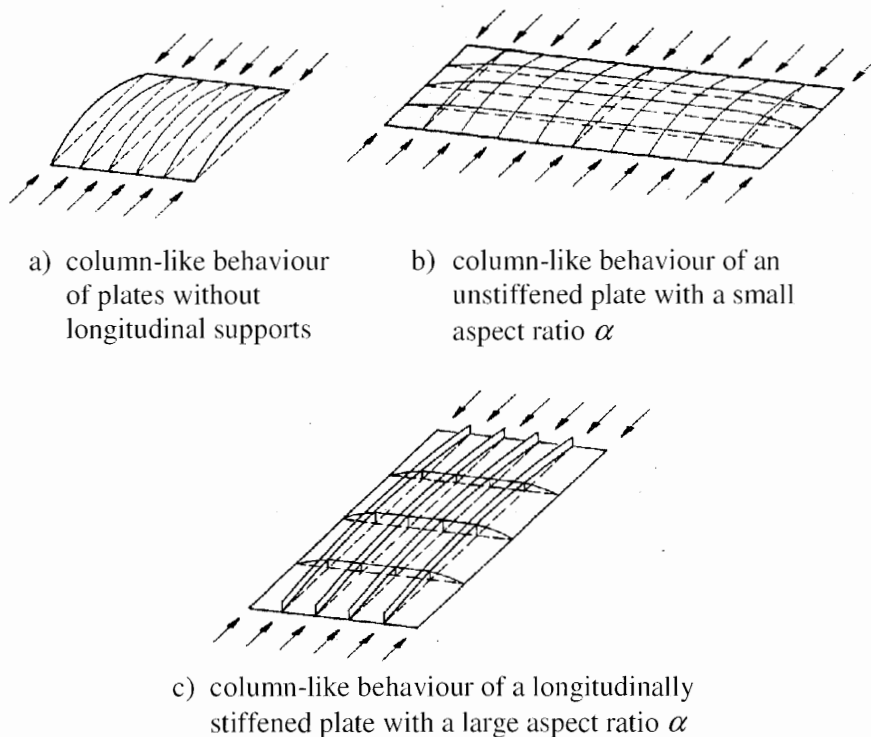 a) column-like behaviour
of plates without
longitudinal supports
b) column-like behaviour of an
unstiffened plate with a small
aspect ratio α
c) column-like behaviour of a longitudinally
stiffened plate with a large aspect ratio α